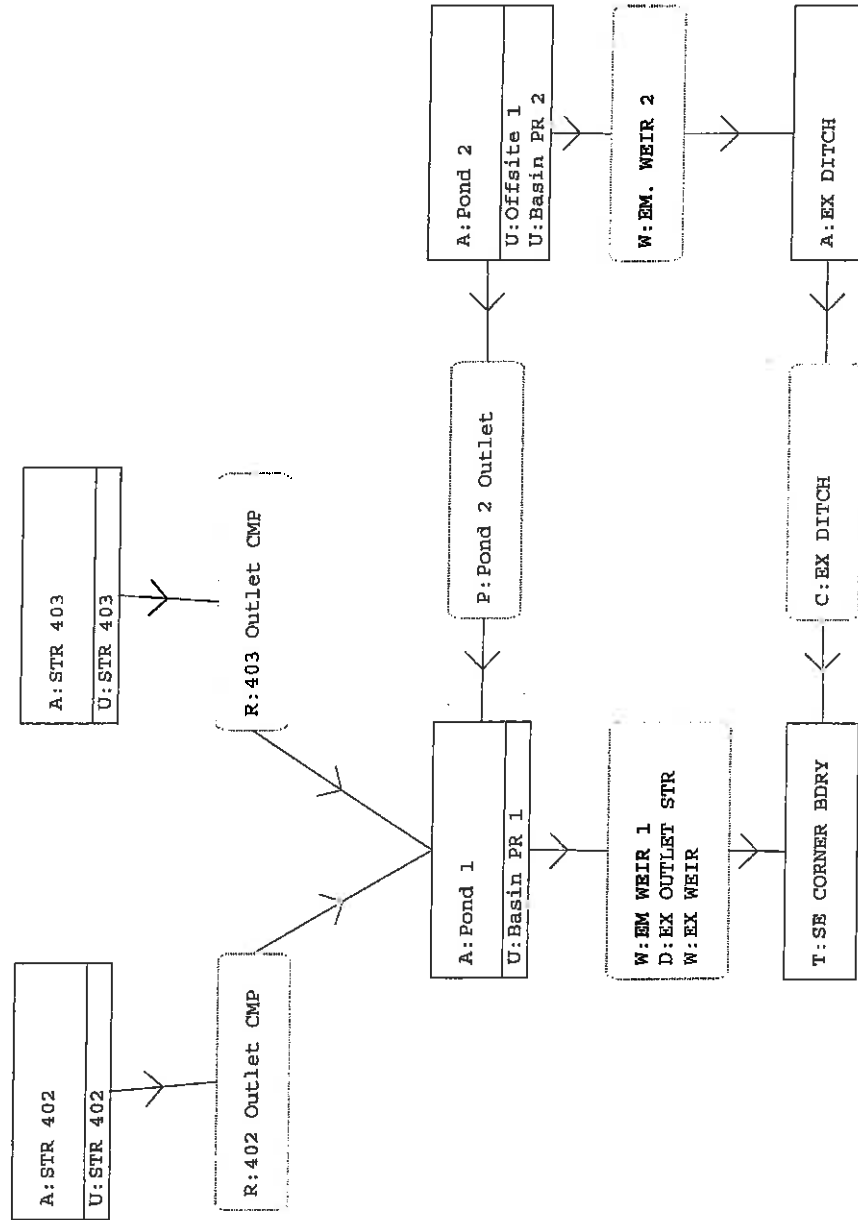 A:STR 402
U:STR 402
R:402 Outlet CMP
A:STR 403
U:STR 403
R:403 Outlet CMP
A:Pond 1
U:Basin PR 1
P:Pond 2 Outlet
A:Pond 2
U:Offsite 1
U:Basin PR 2
W:EM WEIR 1
D:EX OUTLET STR
W:EX WEIR
W:EM. WEIR 2
T:SE CORNER BDRY
C:EX DITCH
A:EX DITCH